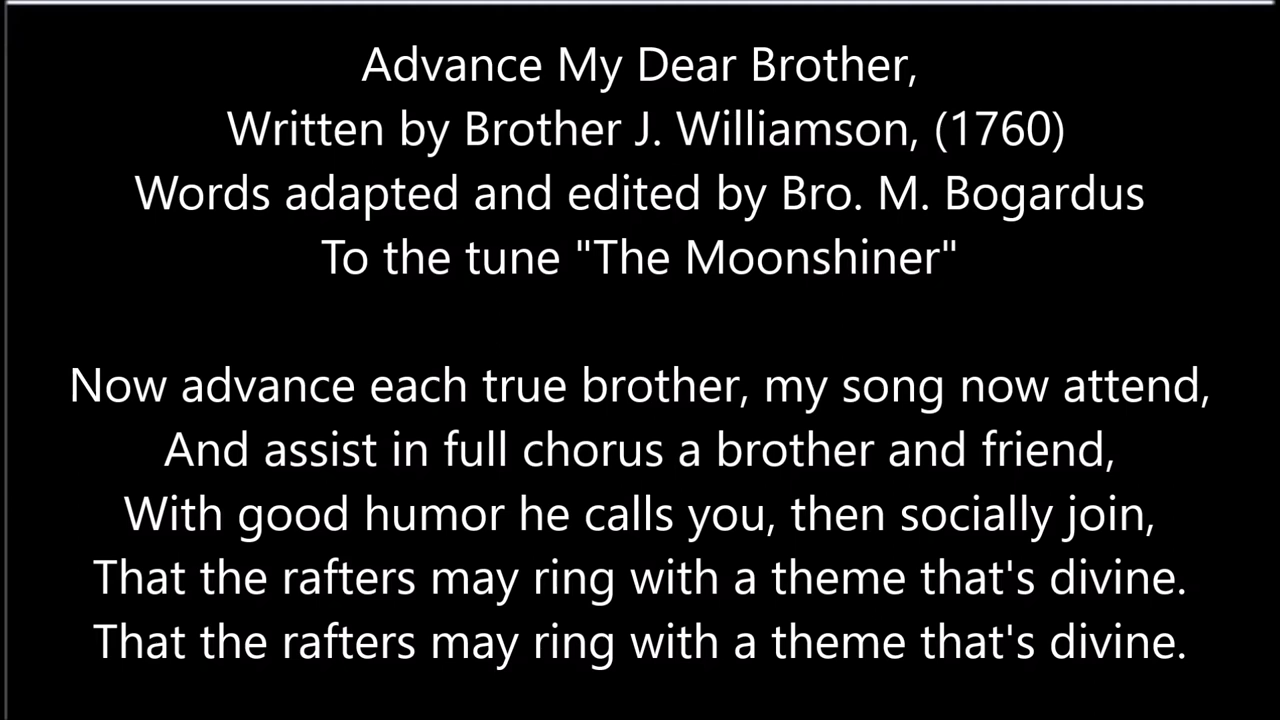 Advance My Dear Brother,
Written by Brother J. Williamson, (1760)
Words adapted and edited by Bro. M. Bogardus
To the tune "The Moonshiner"
Now advance each true brother, my song now attend,
And assist in full chorus a brother and friend,
With good humor he calls you, then socially join,
That the rafters may ring with a theme that's divine.
That the rafters may ring with a theme that's divine.